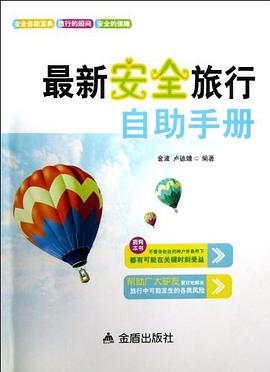 安全自助宝典 旅行的顾问 安全的保障
最新安全旅行
自助手册
金波 卢德娥 ◎ 编著
都有可能在关键时刻受益
帮助广大驴友
旅行中可能发生的各类风险
金盾出版社